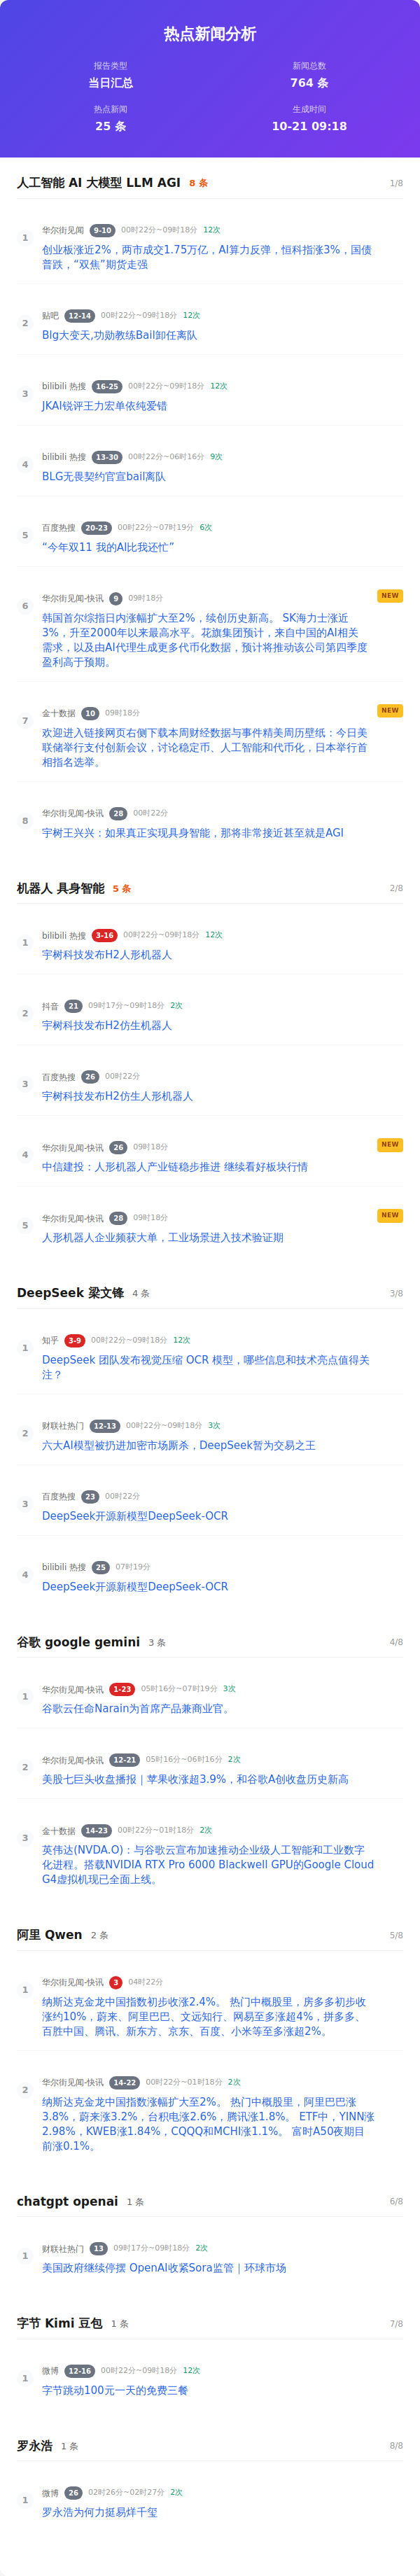 热点新闻分析
报告类型
当日汇总
新闻总数
764 条
热点新闻
25 条
生成时间
10-21 09:18
人工智能 AI 大模型 LLM AGI 8 条 1/8
1
华尔街见闻 9-10 00时22分~09时18分 12次
创业板涨近2%，两市成交1.75万亿，AI算力反弹，恒科指涨3%，国债
普跌，“双焦”期货走强
2
贴吧 12-14 00时22分~09时18分 12次
Blg大变天,功勋教练Bail卸任离队
3
bilibili 热搜 16-25 00时22分~09时18分 12次
JKAI锐评王力宏单依纯爱错
4
bilibili 热搜 13-30 00时22分~06时16分 9次
BLG无畏契约官宣bail离队
5
百度热搜 20-23 00时22分~07时19分 6次
“今年双11 我的AI比我还忙”
6
华尔街见闻-快讯 9 09时18分 NEW
韩国首尔综指日内涨幅扩大至2%，续创历史新高。 SK海力士涨近
3%，升至2000年以来最高水平。花旗集团预计，来自中国的AI相关
需求，以及由AI代理生成更多代币化数据，预计将推动该公司第四季度
盈利高于预期。
7
金十数据 10 09时18分 NEW
欢迎进入链接网页右侧下载本周财经数据与事件精美周历壁纸：今日美
联储举行支付创新会议，讨论稳定币、人工智能和代币化，日本举行首
相指名选举。
8
华尔街见闻-快讯 28 00时22分
宇树王兴兴：如果真正实现具身智能，那将非常接近甚至就是AGI
机器人 具身智能 5 条 2/8
1
bilibili 热搜 3-16 00时22分~09时18分 12次
宇树科技发布H2人形机器人
2
抖音 21 09时17分~09时18分 2次
宇树科技发布H2仿生机器人
3
百度热搜 26 00时22分
宇树科技发布H2仿生人形机器人
4
华尔街见闻-快讯 26 09时18分 NEW
中信建投：人形机器人产业链稳步推进 继续看好板块行情
5
华尔街见闻-快讯 28 09时18分 NEW
人形机器人企业频获大单，工业场景进入技术验证期
DeepSeek 梁文锋 4 条 3/8
1
知乎 3-9 00时22分~09时18分 12次
DeepSeek 团队发布视觉压缩 OCR 模型，哪些信息和技术亮点值得关
注？
2
财联社热门 12-13 00时22分~09时18分 3次
六大AI模型被扔进加密市场厮杀，DeepSeek暂为交易之王
3
百度热搜 23 00时22分
DeepSeek开源新模型DeepSeek-OCR
4
bilibili 热搜 25 07时19分
DeepSeek开源新模型DeepSeek-OCR
谷歌 google gemini 3 条 4/8
1
华尔街见闻-快讯 1-23 05时16分~07时19分 3次
谷歌云任命Narain为首席产品兼商业官。
2
华尔街见闻-快讯 12-21 05时16分~06时16分 2次
美股七巨头收盘播报｜苹果收涨超3.9%，和谷歌A创收盘历史新高
3
金十数据 14-23 00时22分~01时18分 2次
英伟达(NVDA.O)：与谷歌云宣布加速推动企业级人工智能和工业数字
化进程。搭载NVIDIA RTX Pro 6000 Blackwell GPU的Google Cloud
G4虚拟机现已全面上线。
阿里 Qwen 2 条 5/8
1
华尔街见闻-快讯 3 04时22分
纳斯达克金龙中国指数初步收涨2.4%。 热门中概股里，房多多初步收
涨约10%，蔚来、阿里巴巴、文远知行、网易至多涨超4%，拼多多、
百胜中国、腾讯、新东方、京东、百度、小米等至多涨超2%。
2
华尔街见闻-快讯 14-22 00时22分~01时18分 2次
纳斯达克金龙中国指数涨幅扩大至2%。 热门中概股里，阿里巴巴涨
3.8%，蔚来涨3.2%，台积电涨2.6%，腾讯涨1.8%。 ETF中，YINN涨
2.98%，KWEB涨1.84%，CQQQ和MCHI涨1.1%。 富时A50夜期目
前涨0.1%。
chatgpt openai 1 条 6/8
1
财联社热门 13 09时17分~09时18分 2次
美国政府继续停摆 OpenAI收紧Sora监管｜环球市场
字节 Kimi 豆包 1 条 7/8
1
微博 12-16 00时22分~09时18分 12次
字节跳动100元一天的免费三餐
罗永浩 1 条 8/8
1
微博 26 02时26分~02时27分 2次
罗永浩为何力挺易烊千玺